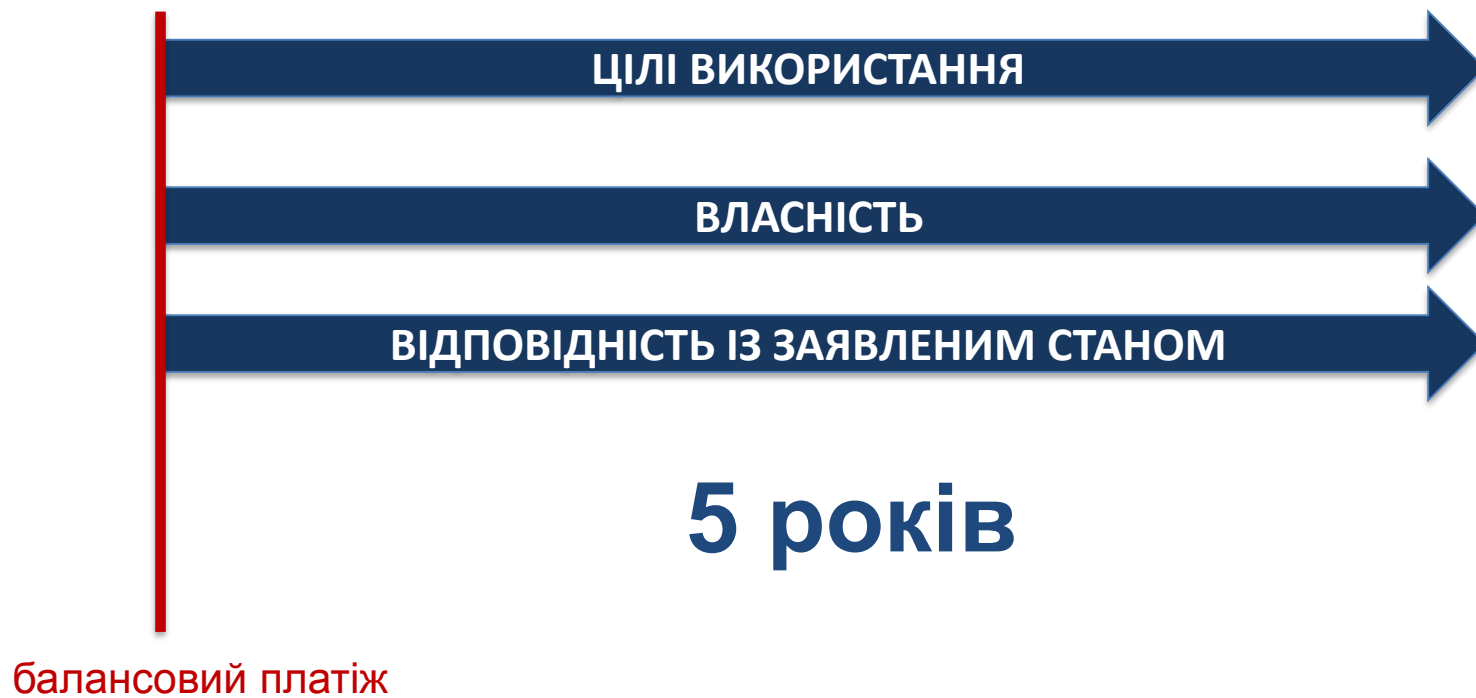 ЦІЛІ ВИКОРИСТАННЯ
ВЛАСНІСТЬ
ВІДПОВІДНІСТЬ ІЗ ЗАЯВЛЕНИМ СТАНОМ
5 років
балансовий платіж